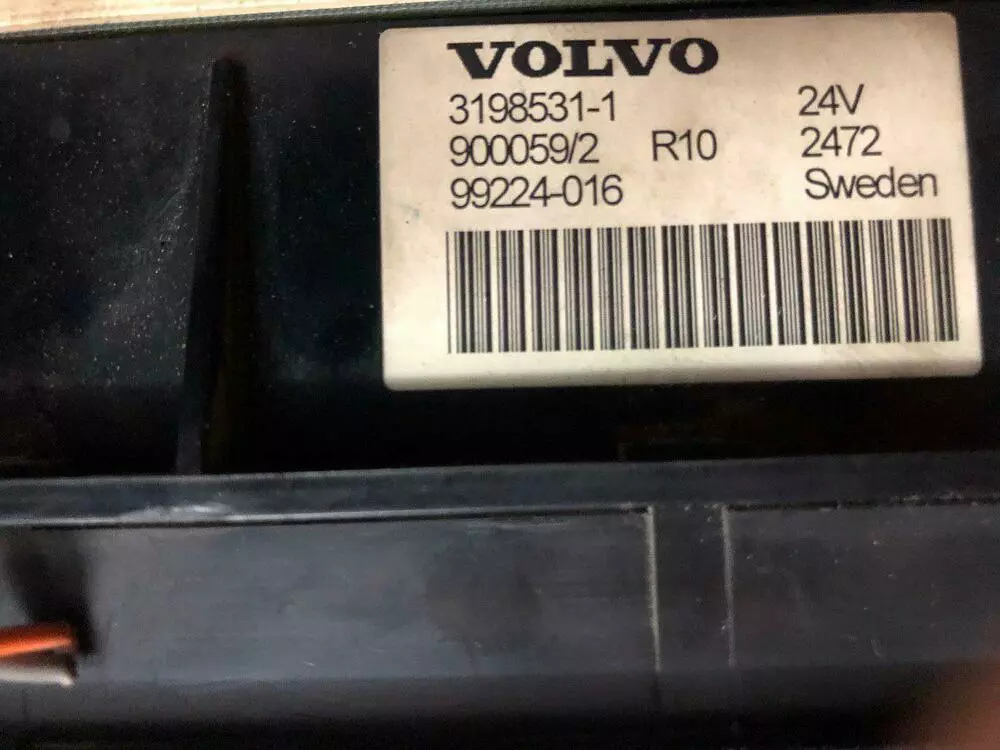 VOLVO
3198531-1 24V
900059/2 R10 2472
99224-016 Sweden